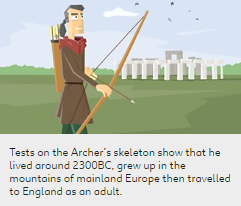 Tests on the Archer's skeleton show that he
lived around 2300BC, grew up in the
mountains of mainland Europe then travelled
to England as an adult.